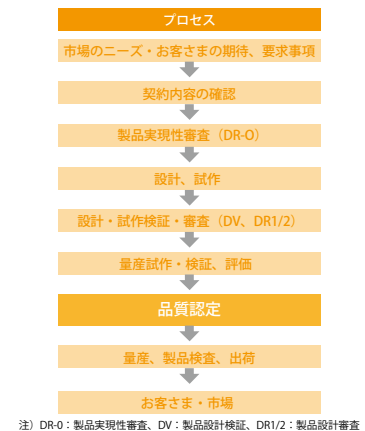 プロセス
市場のニーズ・お客さまの期待、要求事項
契約内容の確認
製品実現性審査（DR-O）
設計、試作
設計・試作検証・審査（DV、DR1/2）
量産試作・検証、評価
品質認定
量産、製品検査、出荷
お客さま・市場
注）DR-0：製品実現性審査、DV：製品設計検証、DR1/2：製品設計審査